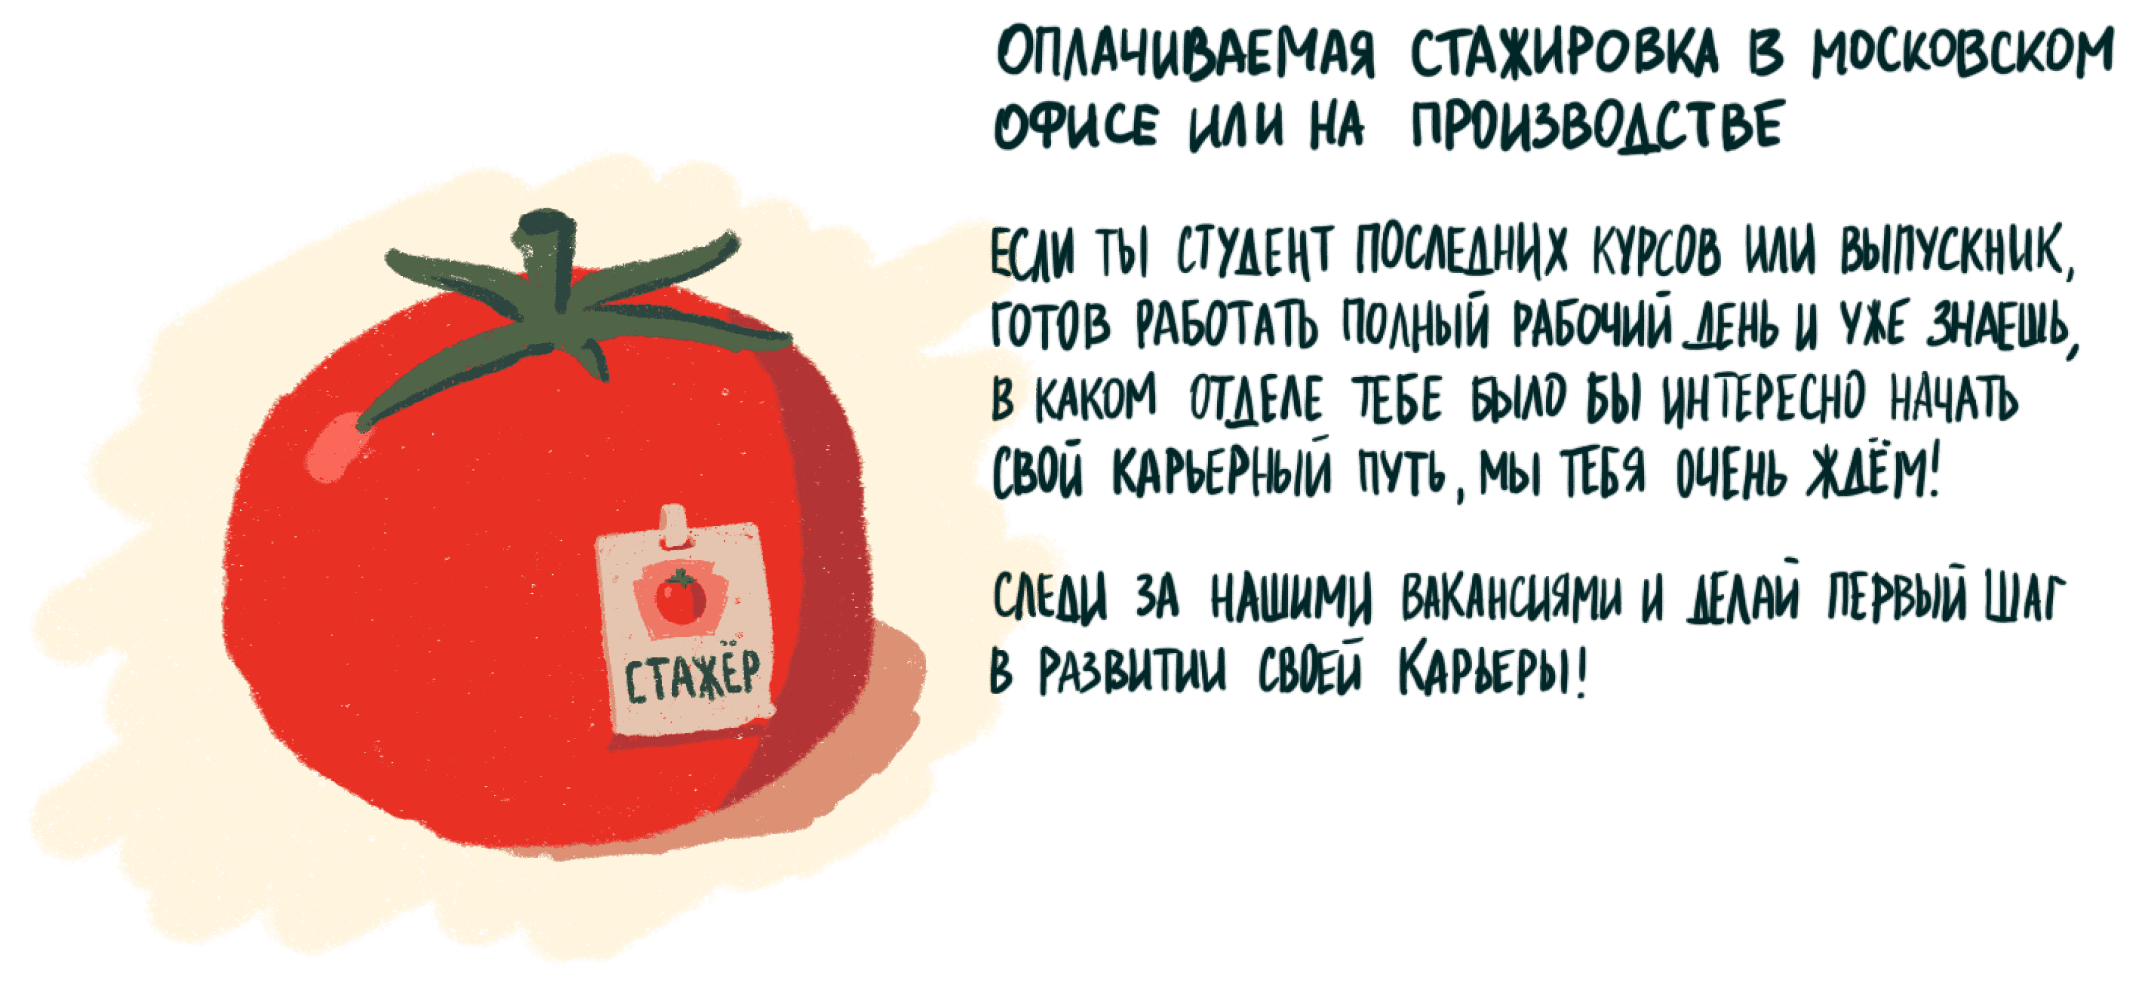 ОПЛАЧИВАЕМАЯ СТАЖИРОВКА В МОСКОВСКОМ
ОФИСЕ ИЛИ НА ПРОИЗВОДСТВЕ
ЕСЛИ ТЫ СТУДЕНТ ПОСЛЕДНИХ КУРСОВ ИЛИ ВЫПУСКНИК,
ГОТОВ РАБОТАТЬ ПОЛНЫЙ РАБОЧИЙ ДЕНЬ И УЖЕ ЗНАЕШЬ,
В КАКОМ ОТДЕЛЕ ТЕБЕ БЫЛО БЫ ИНТЕРЕСНО НАЧАТЬ
СВОЙ КАРЬЕРНЫЙ ПУТЬ, МЫ ТЕБЯ ОЧЕНЬ ЖДЁМ!
СЛЕДИ ЗА НАШИМИ ВАКАНСИЯМИ И ДЕЛАЙ ПЕРВЫЙ ШАГ
В РАЗВИТИИ СВОЕЙ КАРЬЕРЫ!
СТАЖЁР